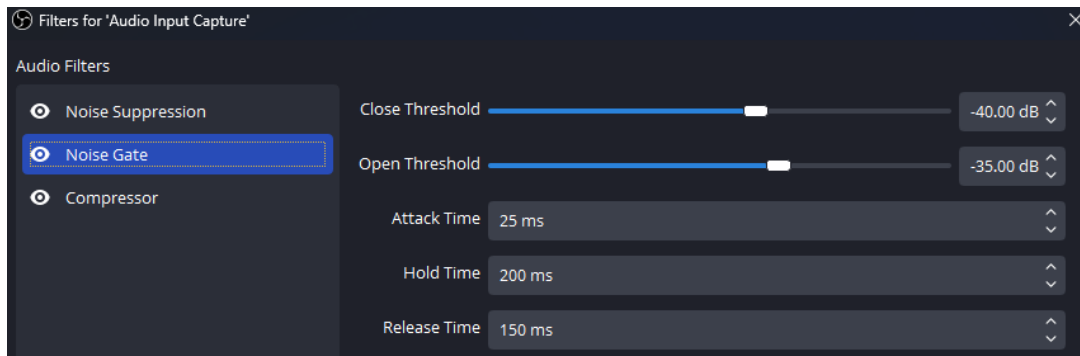 Filters for 'Audio Input Capture'
Audio Filters
Noise Suppression
Noise Gate
Compressor
Close Threshold -40.00 dB
Open Threshold -35.00 dB
Attack Time 25 ms
Hold Time 200 ms
Release Time 150 ms